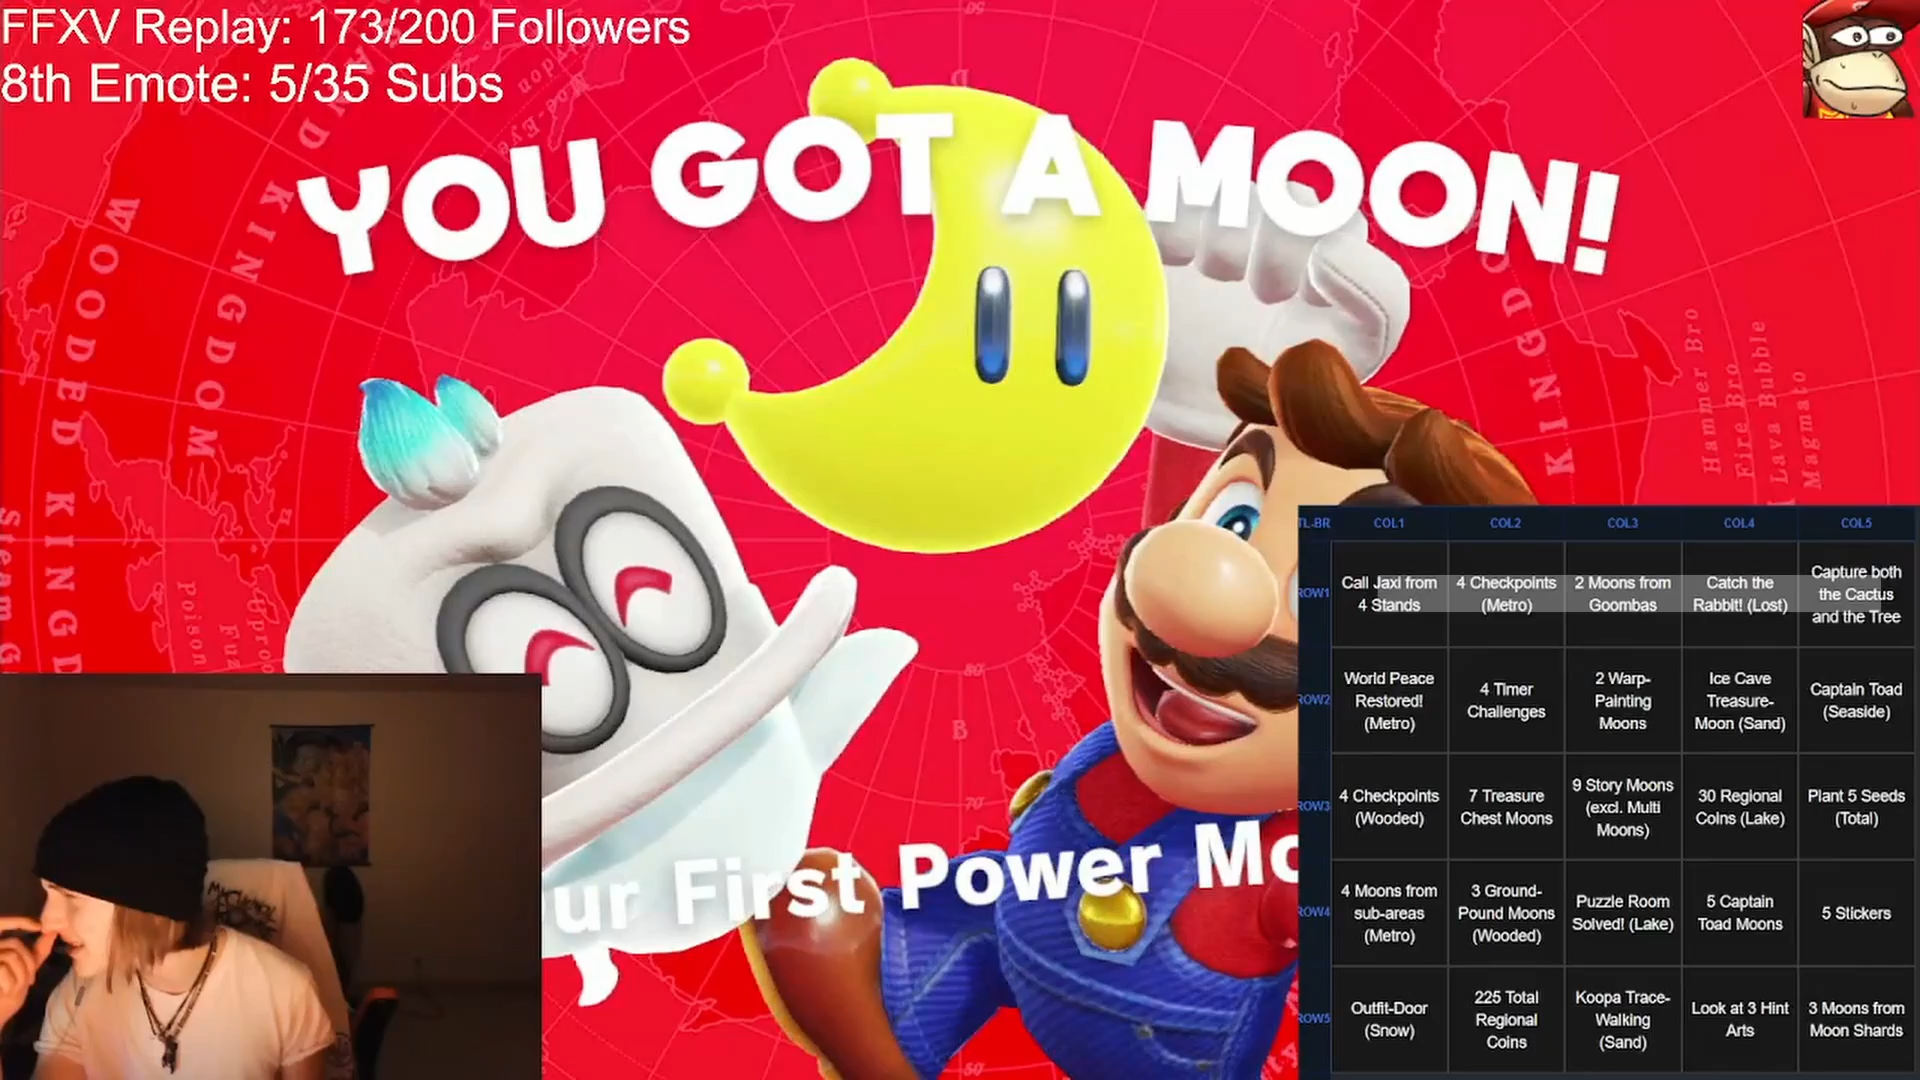 FFXV Replay: 173/200 Followers
8th Emote: 5/35 Subs
YOU GOT A MOON!
WOODED KINGDOM
KINGDOM
KINGDOM
Hammer Bro
Fire Bro
Lava Bubble
Magmato
Steam G
Poison
ur First Power Mo
TL-BR COL1 COL2 COL3 COL4 COL5
ROW1
Call Jaxi from
4 Stands
4 Checkpoints
(Metro)
2 Moons from
Goombas
Catch the
Rabbit! (Lost)
Capture both
the Cactus
and the Tree
ROW2
World Peace
Restored!
(Metro)
4 Timer
Challenges
2 Warp-
Painting
Moons
Ice Cave
Treasure-
Moon (Sand)
Captain Toad
(Seaside)
ROW3
4 Checkpoints
(Wooded)
7 Treasure
Chest Moons
9 Story Moons
(excl. Multi
Moons)
30 Regional
Coins (Lake)
Plant 5 Seeds
(Total)
ROW4
4 Moons from
sub-areas
(Metro)
3 Ground-
Pound Moons
(Wooded)
Puzzle Room
Solved! (Lake)
5 Captain
Toad Moons
5 Stickers
ROW5
Outfit-Door
(Snow)
225 Total
Regional
Coins
Koopa Trace-
Walking
(Sand)
Look at 3 Hint
Arts
3 Moons from
Moon Shards